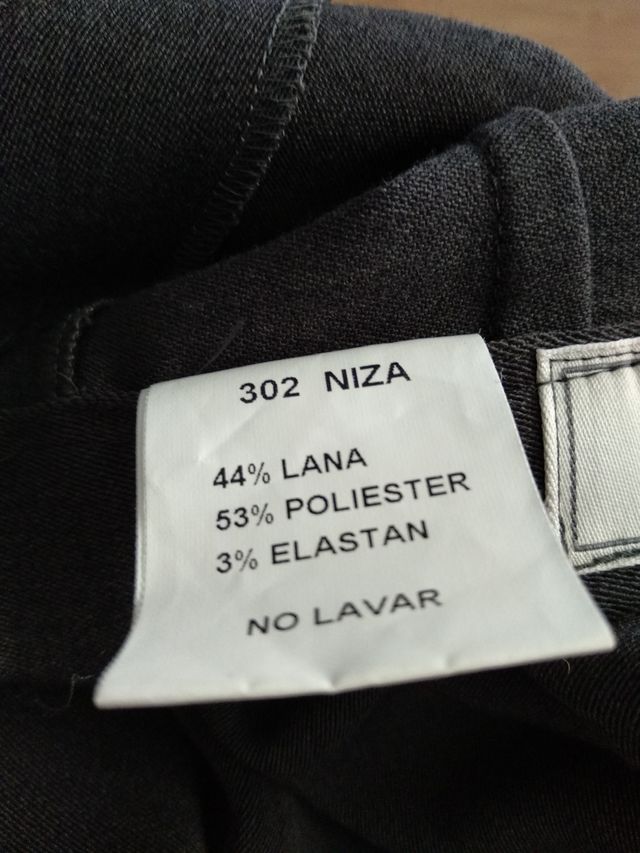 302 NIZA
44% LANA
53% POLIESTER
3% ELASTAN
NO LAVAR